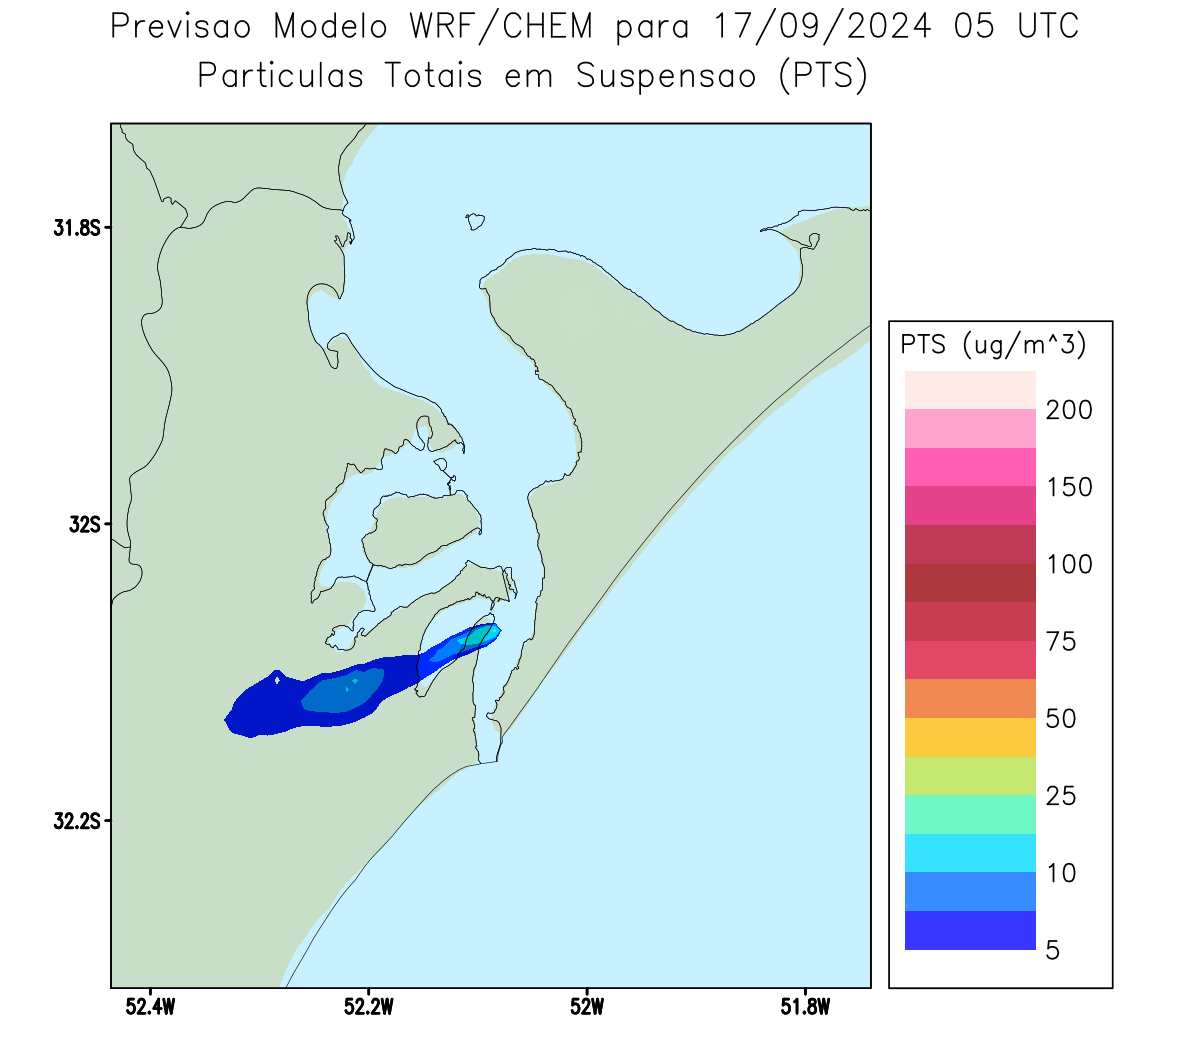 Previsao Modelo WRF/CHEM para 17/09/2024 05 UTC
Particulas Totais em Suspensao (PTS)
31.8S
32S
32.2S
52.4W
52.2W
52W
51.8W
PTS (ug/m^3)
200
150
100
75
50
25
10
5